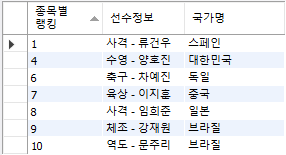 종목별 랭킹 선수정보 국가명
1 사격 - 류건우 스페인
4 수영 - 양호진 대한민국
6 축구 - 차예진 독일
7 육상 - 이지훈 중국
8 사격 - 임희준 일본
9 체조 - 강재원 브라질
10 역도 - 문주리 브라질